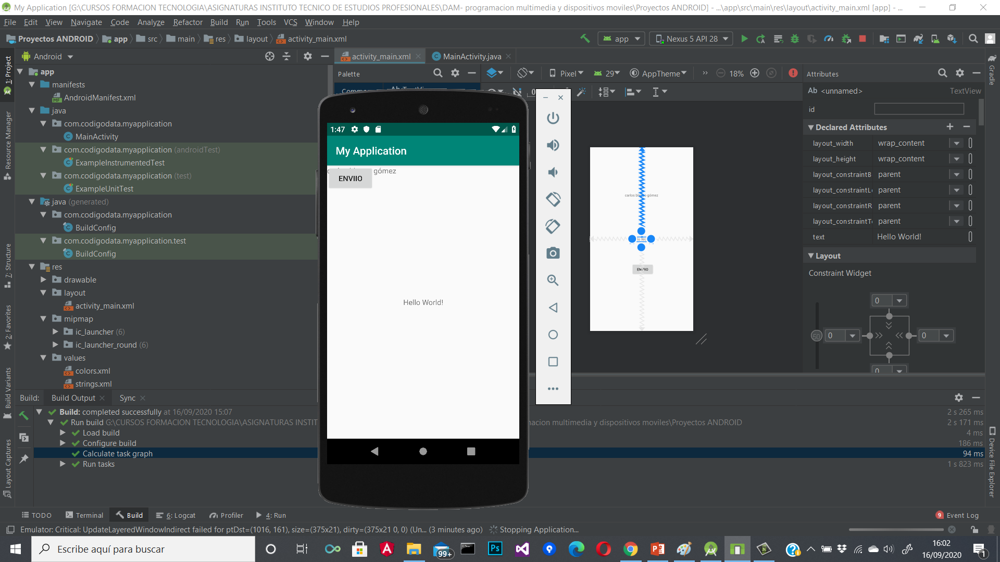 My Application [G:\CURSOS FORMACION TECNOLOGIA\ASIGNATURAS INSTITUTO TECNICO DE ESTUDIOS PROFESIONALES\DAM- programacion multimedia y dispositivos moviles\Proyectos ANDROID] - ...\app\src\main\res\layout\activity_main.xml [app] - ...
File Edit View Navigate Code Analyze Refactor Build Run Tools VCS Window Help
Proyectos ANDROID app src main res layout activity_main.xml app Nexus 5 API 28
Android
activity_main.xml MainActivity.java
1: Project
Resource Manager
7: Structure
2: Favorites
Build Variants
Layout Captures
app
manifests
AndroidManifest.xml
java
com.codigodata.myapplication
MainActivity
com.codigodata.myapplication (androidTest)
ExampleInstrumentedTest
com.codigodata.myapplication (test)
ExampleUnitTest
java (generated)
com.codigodata.myapplication
BuildConfig
com.codigodata.myapplication.test
BuildConfig
res
drawable
layout
activity_main.xml
mipmap
ic_launcher (6)
ic_launcher_round (6)
values
colors.xml
strings.xml
Palette
Pixel 29 AppTheme 18%
1:47
My Application
gómez
ENVIIO
Hello World!
carlos blanco gómez
Attributes
Ab <unnamed> TextView
id
Declared Attributes
layout_width wrap_content
layout_height wrap_content
layout_constraintB parent
layout_constraintL parent
layout_constraintR parent
layout_constraintT parent
text Hello World!
Layout
Constraint Widget
0
50 0 0
0
Gradle
Device File Explorer
Build: Build Output Sync
Build: completed successfully at 16/09/2020 15:07 2 s 265 ms
Run build G:\CURSOS FORMACION TECNOLOGIA\ASIGNATURAS INSTIT macion multimedia y dispositivos moviles\Proyectos ANDROID 2 s 171 ms
Load build 4 ms
Configure build 186 ms
Calculate task graph 94 ms
Run tasks 1 s 823 ms
TODO Terminal Build 6: Logcat Profiler 4: Run 9 Event Log
Emulator: Critical: UpdateLayeredWindowIndirect failed for ptDst=(1016, 161), size=(375x21), dirty=(375x21 0, 0) (Un... (3 minutes ago) Stopping Application...
Escribe aquí para buscar
99+
Ps
16:02
16/09/2020
1